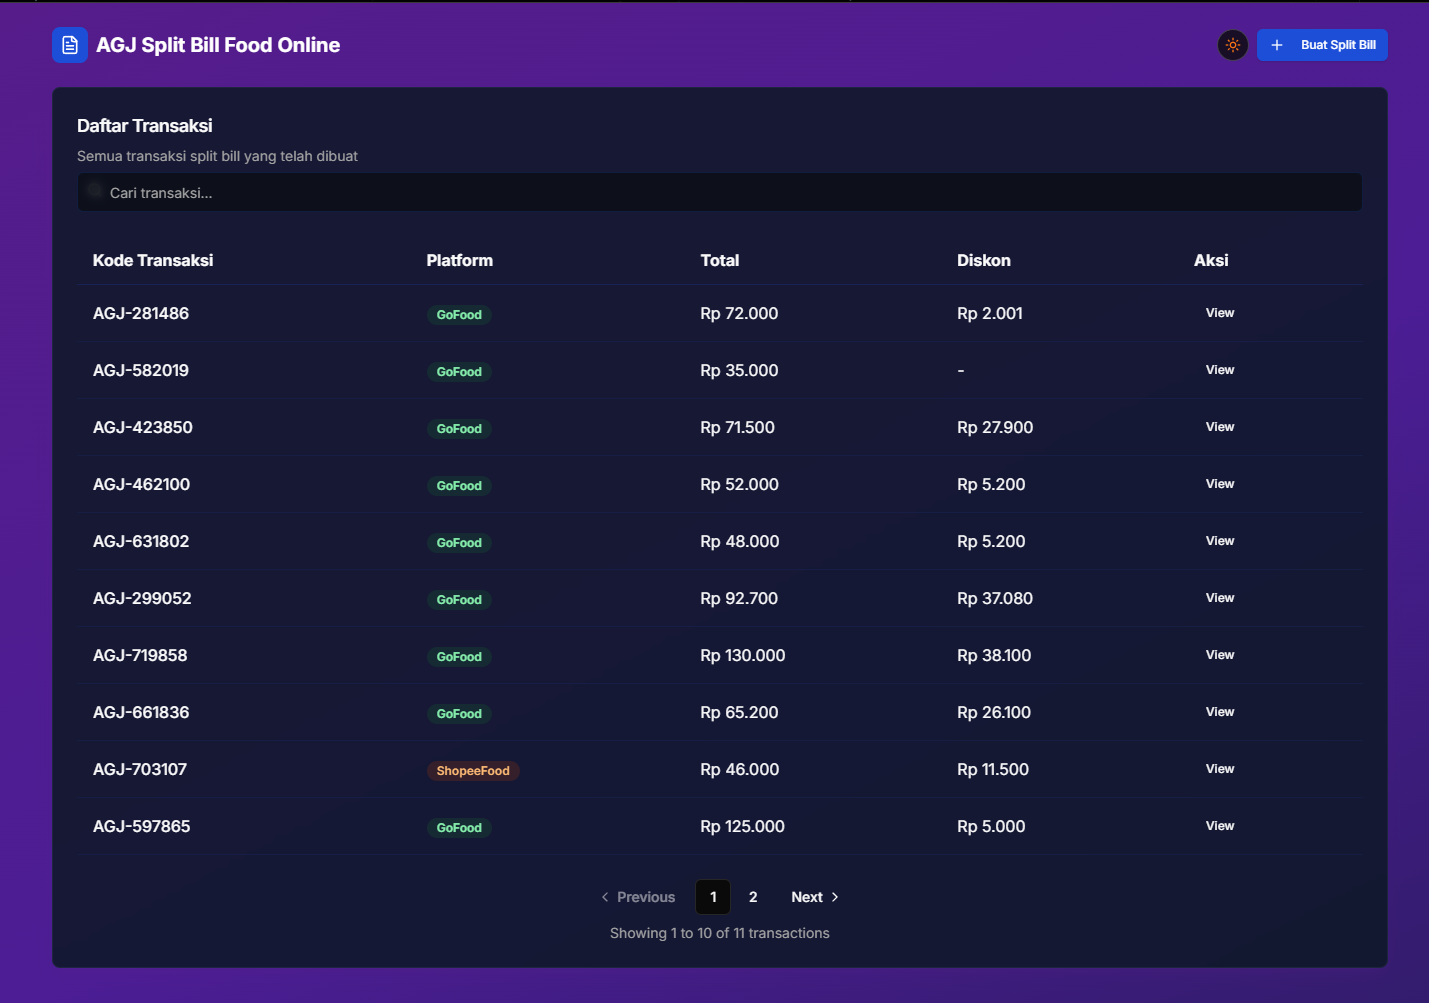 AGJ Split Bill Food Online
Buat Split Bill
Daftar Transaksi
Semua transaksi split bill yang telah dibuat
Cari transaksi...
Kode Transaksi Platform Total Diskon Aksi
AGJ-281486 GoFood Rp 72.000 Rp 2.001 View
AGJ-582019 GoFood Rp 35.000 - View
AGJ-423850 GoFood Rp 71.500 Rp 27.900 View
AGJ-462100 GoFood Rp 52.000 Rp 5.200 View
AGJ-631802 GoFood Rp 48.000 Rp 5.200 View
AGJ-299052 GoFood Rp 92.700 Rp 37.080 View
AGJ-719858 GoFood Rp 130.000 Rp 38.100 View
AGJ-661836 GoFood Rp 65.200 Rp 26.100 View
AGJ-703107 ShopeeFood Rp 46.000 Rp 11.500 View
AGJ-597865 GoFood Rp 125.000 Rp 5.000 View
Previous 1 2 Next
Showing 1 to 10 of 11 transactions